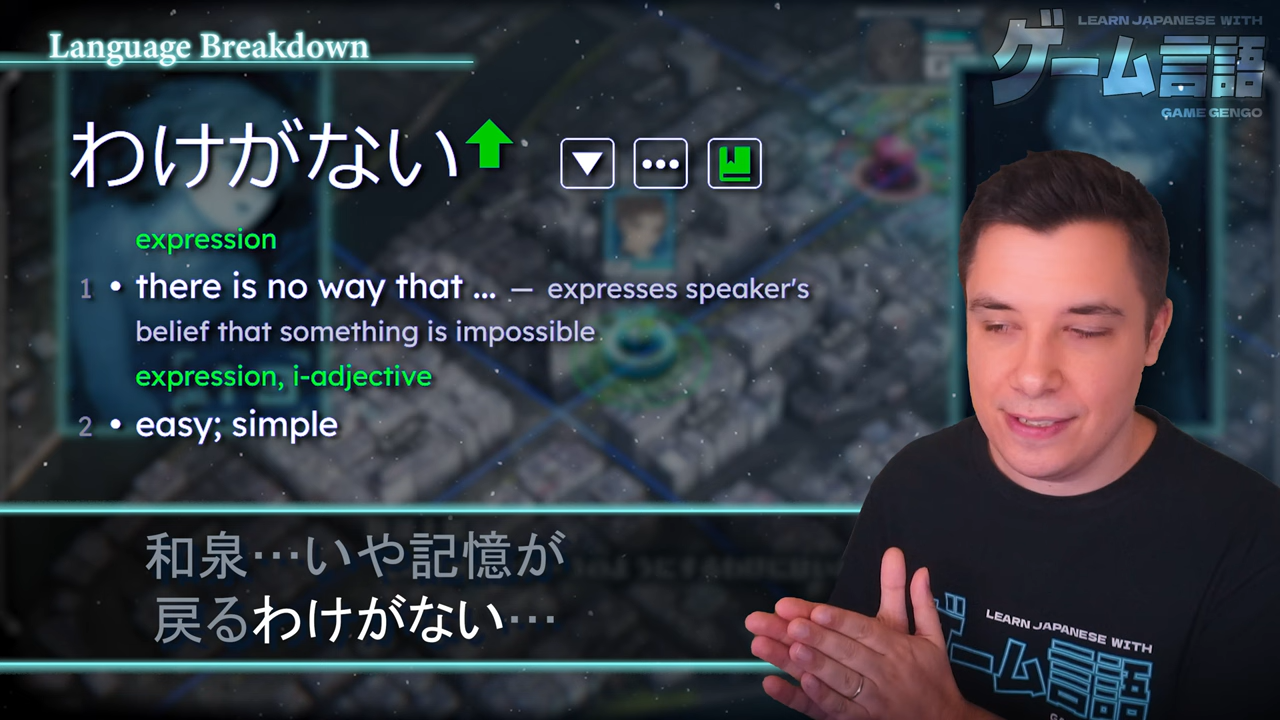 Language Breakdown
LEARN JAPANESE WITH
ゲーム言語
GAME GENGO
わけがない
expression
1 • there is no way that ... — expresses speaker's
belief that something is impossible
expression, i-adjective
2 • easy; simple
和泉…いや記憶が
戻るわけがない…
LEARN JAPANESE WITH
ゲーム言語